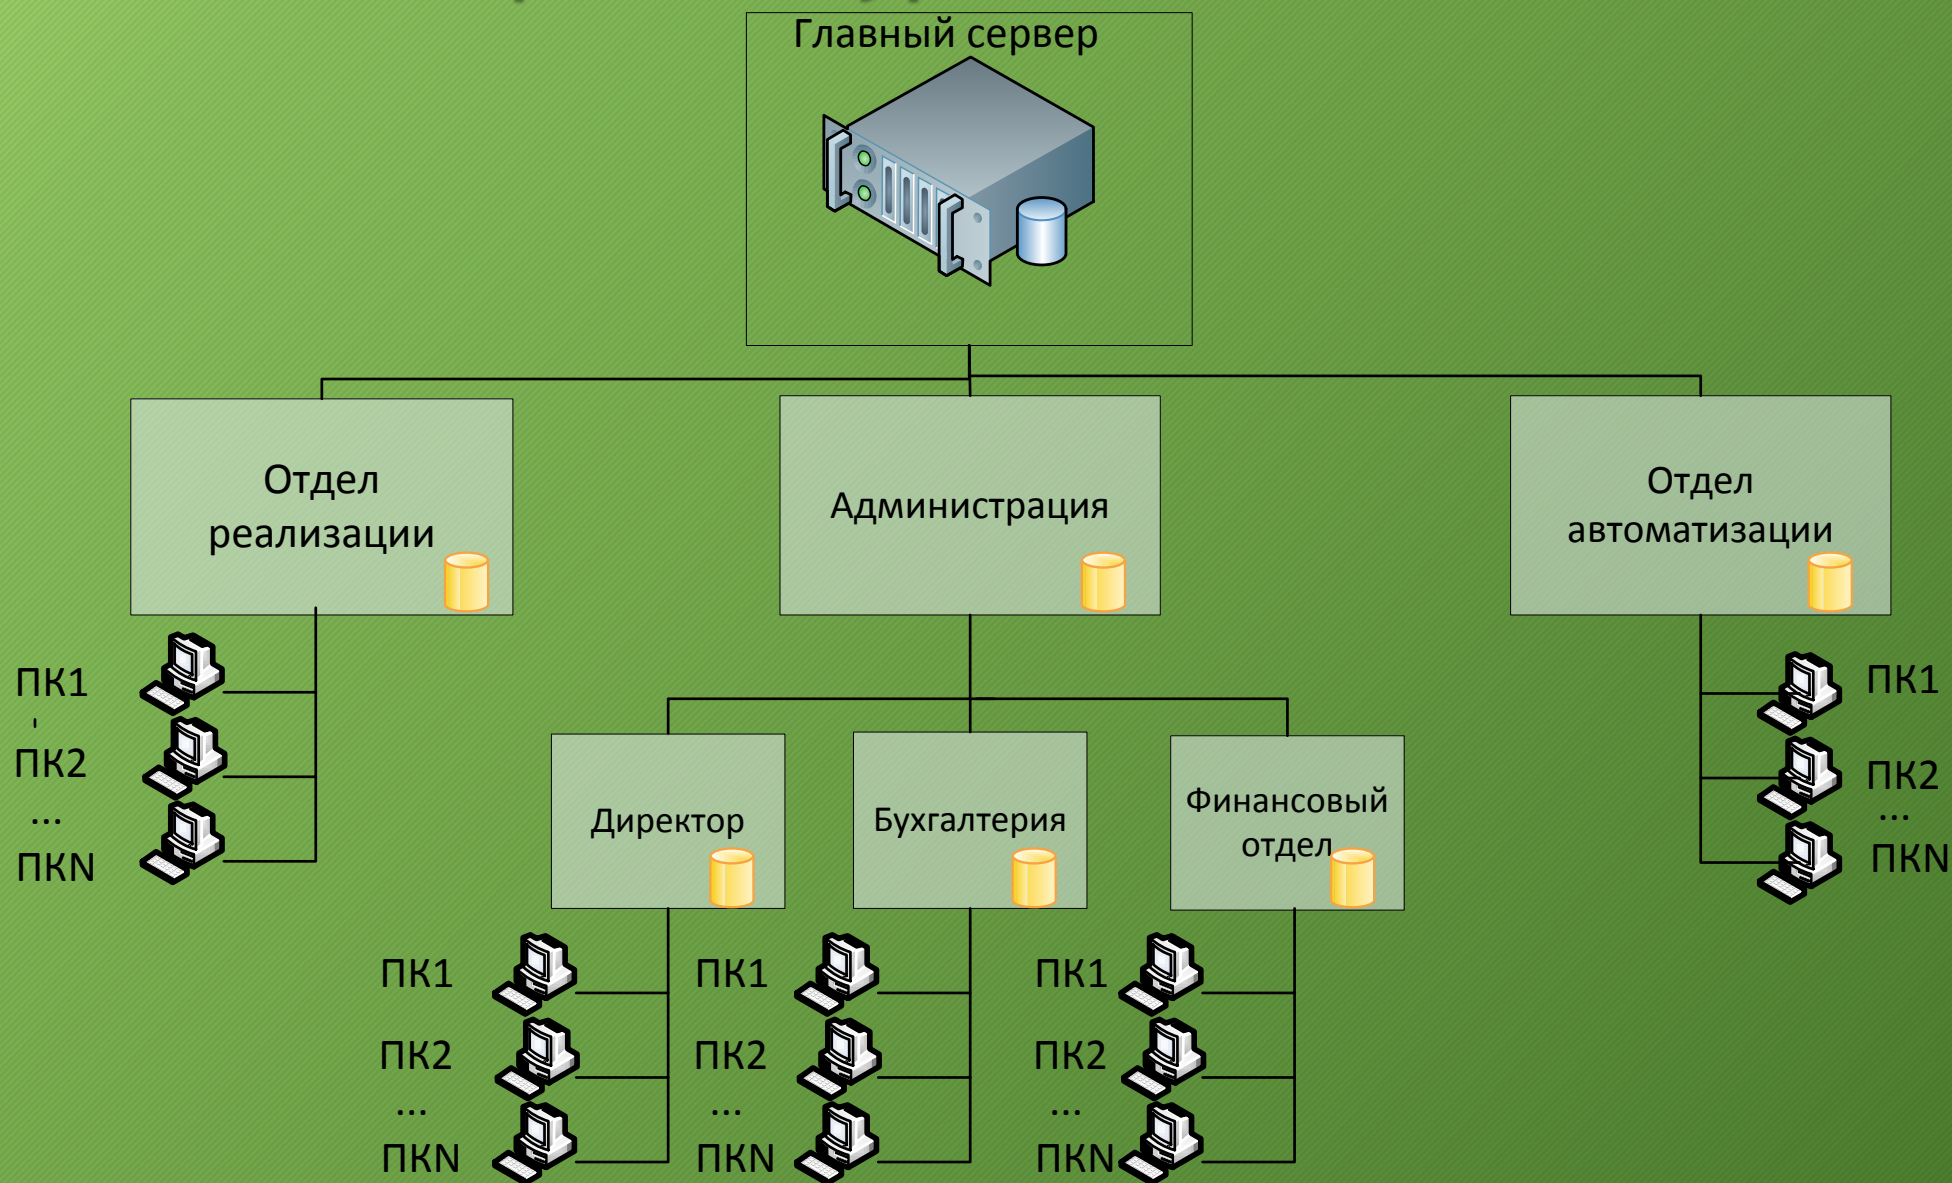 Главный сервер
Отдел
реализации
Администрация
Отдел
автоматизации
ПК1
ПК2
...
ПКN
ПК1
ПК2
...
ПКN
Директор
Бухгалтерия
Финансовый
отдел
ПК1
ПК2
...
ПКN
ПК1
ПК2
...
ПКN
ПК1
ПК2
...
ПКN